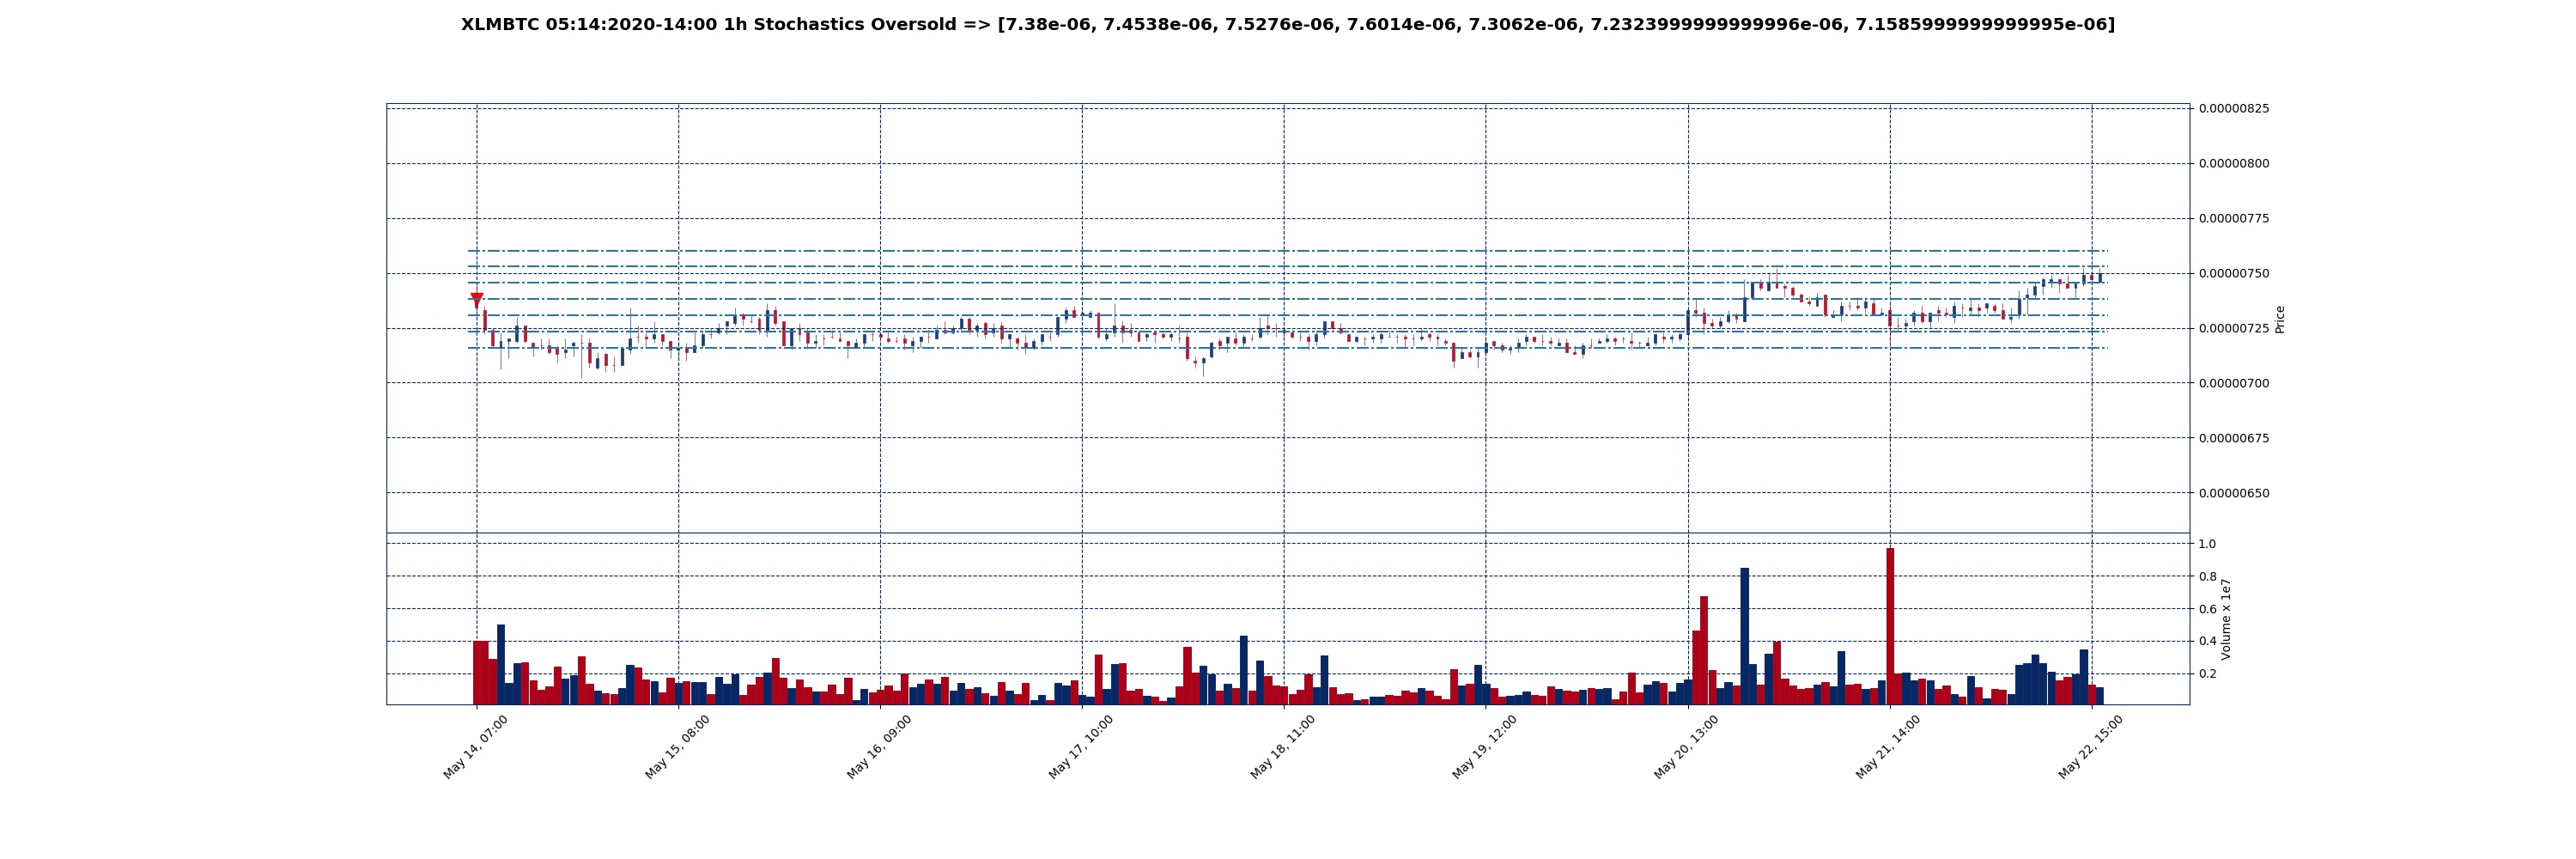 XLMBTC 05:14:2020-14:00 1h Stochastics Oversold => [7.38e-06, 7.4538e-06, 7.5276e-06, 7.6014e-06, 7.3062e-06, 7.2323999999999996e-06, 7.1585999999999995e-06]
0.00000825
0.00000800
0.00000775
0.00000750
0.00000725
0.00000700
0.00000675
0.00000650
Price
1.0
0.8
0.6
0.4
0.2
Volume x 1e7
May 14, 07:00
May 15, 08:00
May 16, 09:00
May 17, 10:00
May 18, 11:00
May 19, 12:00
May 20, 13:00
May 21, 14:00
May 22, 15:00